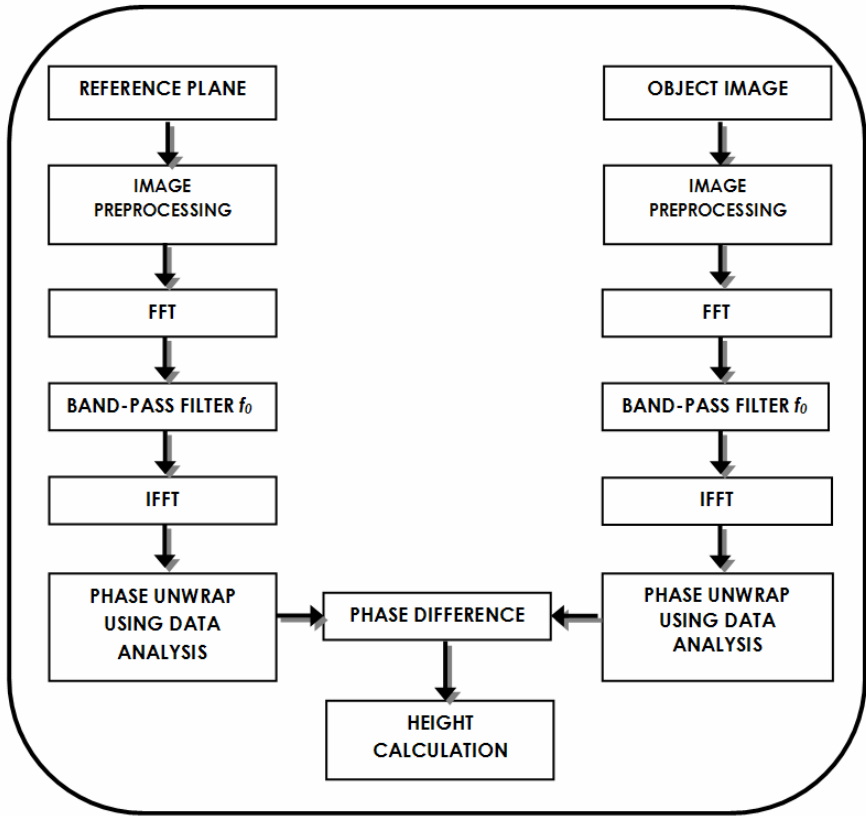 REFERENCE PLANE
IMAGE
PREPROCESSING
FFT
BAND-PASS FILTER f0
IFFT
PHASE UNWRAP
USING DATA
ANALYSIS
OBJECT IMAGE
IMAGE
PREPROCESSING
FFT
BAND-PASS FILTER f0
IFFT
PHASE UNWRAP
USING DATA
ANALYSIS
PHASE DIFFERENCE
HEIGHT
CALCULATION